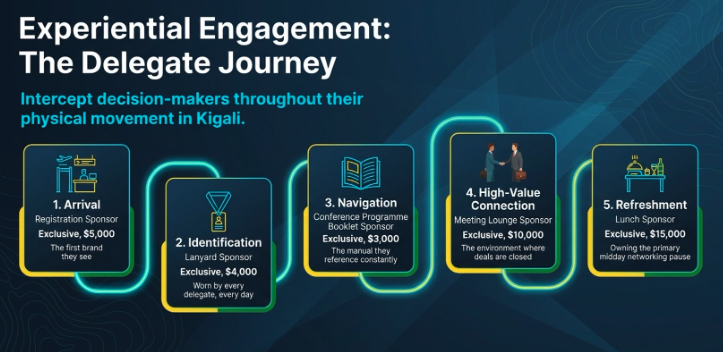 Experiential Engagement:
The Delegate Journey
Intercept decision-makers throughout their
physical movement in Kigali.
1. Arrival
Registration Sponsor
Exclusive, $5,000
The first brand
they see
2. Identification
Lanyard Sponsor
Exclusive, $4,000
Worn by every
delegate, every day
3. Navigation
Conference Programme
Booklet Sponsor
Exclusive, $3,000
The manual they
reference constantly
4. High-Value
Connection
Meeting Lounge Sponsor
Exclusive, $10,000
The environment where
deals are closed
5. Refreshment
Lunch Sponsor
Exclusive, $15,000
Owning the primary
midday networking pause